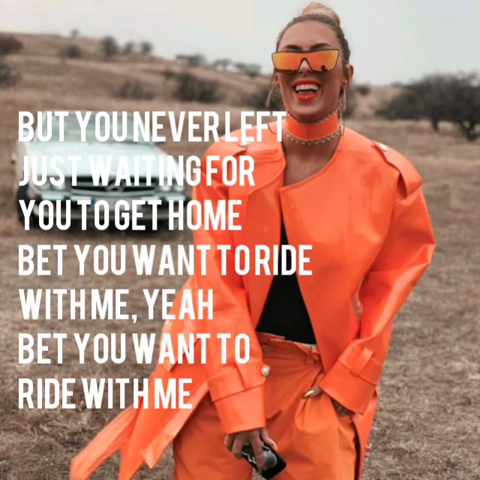 BUT YOU NEVER LEFT
JUST WAITING FOR
YOU TO GET HOME
BET YOU WANT TO RIDE
WITH ME, YEAH
BET YOU WANT TO
RIDE WITH ME